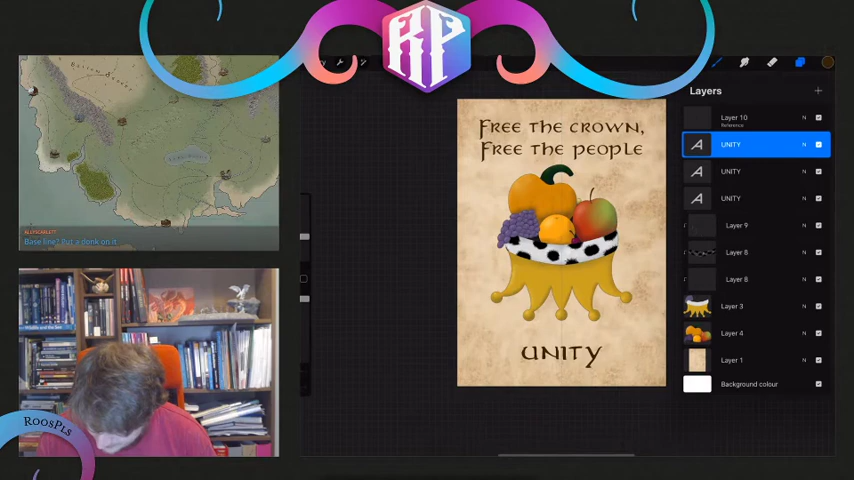 RP
Layers
Layer 10
Reference
N
UNITY
N
UNITY
N
UNITY
N
Layer 9
N
Layer 8
N
Layer 8
N
Layer 3
N
Layer 4
N
Layer 1
N
Background colour
FREE THE CROWN,
FREE THE PEOPLE
UNITY
Base line? Put a donk on it.
RoosPls